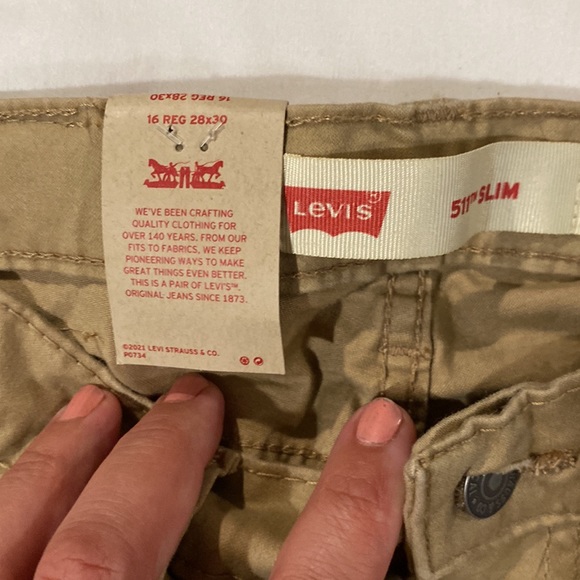 16 REG 28x30
16 REG 28x30
WE'VE BEEN CRAFTING
QUALITY CLOTHING FOR
OVER 140 YEARS. FROM OUR
FITS TO FABRICS, WE KEEP
PIONEERING WAYS TO MAKE
GREAT THINGS EVEN BETTER.
THIS IS A PAIR OF LEVI'S™.
ORIGINAL JEANS SINCE 1873.
©2021 LEVI STRAUSS & CO.
PG734
LEVI'S®
511™ SLIM